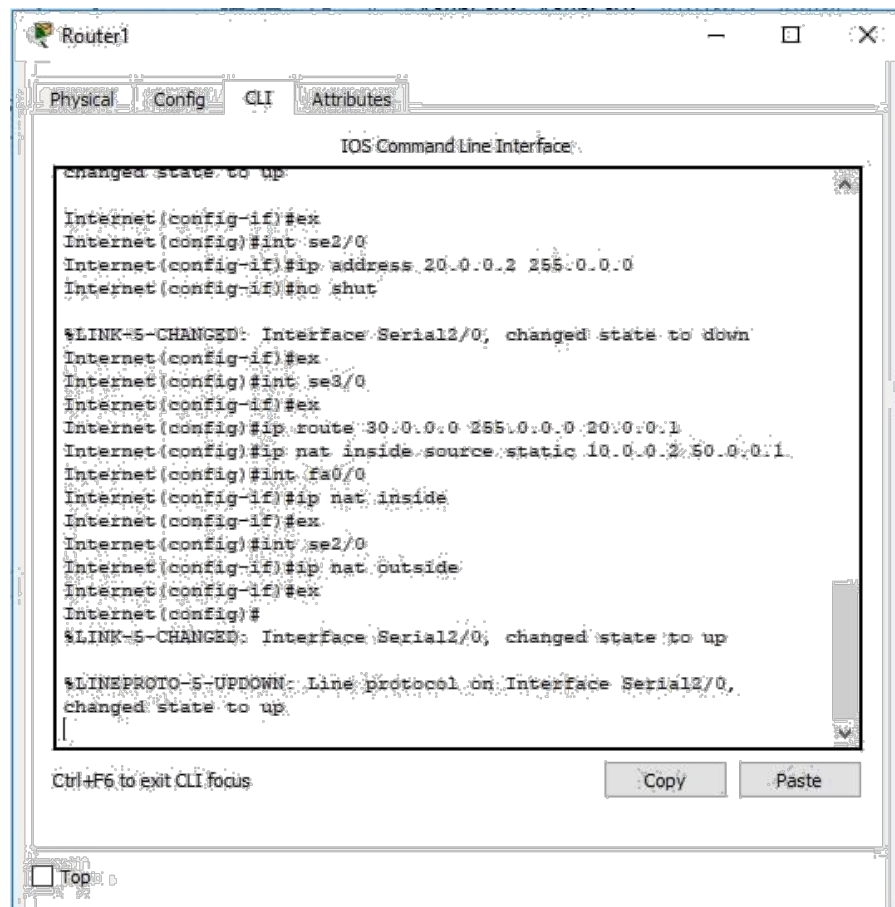 Router1
Physical Config CLI Attributes
IOS Command Line Interface
changed state to up
Internet(config-if)#ex
Internet(config)#int se2/0
Internet(config-if)#ip address 20.0.0.2 255.0.0.0
Internet(config-if)#no shut
%LINK-5-CHANGED: Interface Serial2/0, changed state to down
Internet(config-if)#ex
Internet(config)#int se3/0
Internet(config-if)#ex
Internet(config)#ip route 30.0.0.0 255.0.0.0 20.0.0.1
Internet(config)#ip nat inside source static 10.0.0.2 50.0.0.1
Internet(config)#int fa0/0
Internet(config-if)#ip nat inside
Internet(config-if)#ex
Internet(config)#int se2/0
Internet(config-if)#ip nat outside
Internet(config-if)#ex
Internet(config)#
%LINK-5-CHANGED: Interface Serial2/0, changed state to up
%LINEPROTO-5-UPDOWN: Line protocol on Interface Serial2/0,
changed state to up
Ctrl+F6 to exit CLI focus
Copy Paste
Top